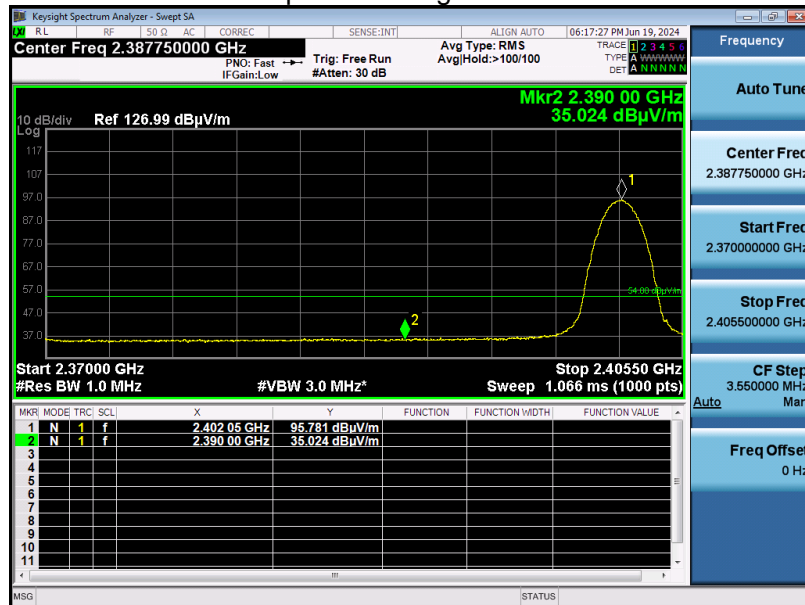 Keysight Spectrum Analyzer - Swept SA
LXI RL RF 50 Ω AC CORREC SENSE:INT ALIGN AUTO 06:17:27 PM Jun 19, 2024
Center Freq 2.387750000 GHz
PNO: Fast
IFGain:Low
Trig: Free Run
#Atten: 30 dB
Avg Type: RMS
Avg|Hold:>100/100
TRACE 1 2 3 4 5 6
TYPE A WWWWW
DET A N N N N N
Mkr2 2.390 00 GHz
35.024 dBµV/m
10 dB/div
Log
Ref 126.99 dBµV/m
117
107
97.0
87.0
77.0
67.0
57.0
47.0
37.0
1
54.00 dBµV/m
2
Start 2.37000 GHz Stop 2.40550 GHz
#Res BW 1.0 MHz #VBW 3.0 MHz* Sweep 1.066 ms (1000 pts)
MKR MODE TRC SCL X Y FUNCTION FUNCTION WIDTH FUNCTION VALUE
1 N 1 f 2.402 05 GHz 95.781 dBµV/m
2 N 1 f 2.390 00 GHz 35.024 dBµV/m
3
4
5
6
7
8
9
10
11
MSG STATUS
Frequency
Auto Tune
Center Freq
2.387750000 GHz
Start Freq
2.370000000 GHz
Stop Freq
2.405500000 GHz
CF Step
3.550000 MHz
Auto Man
Freq Offset
0 Hz